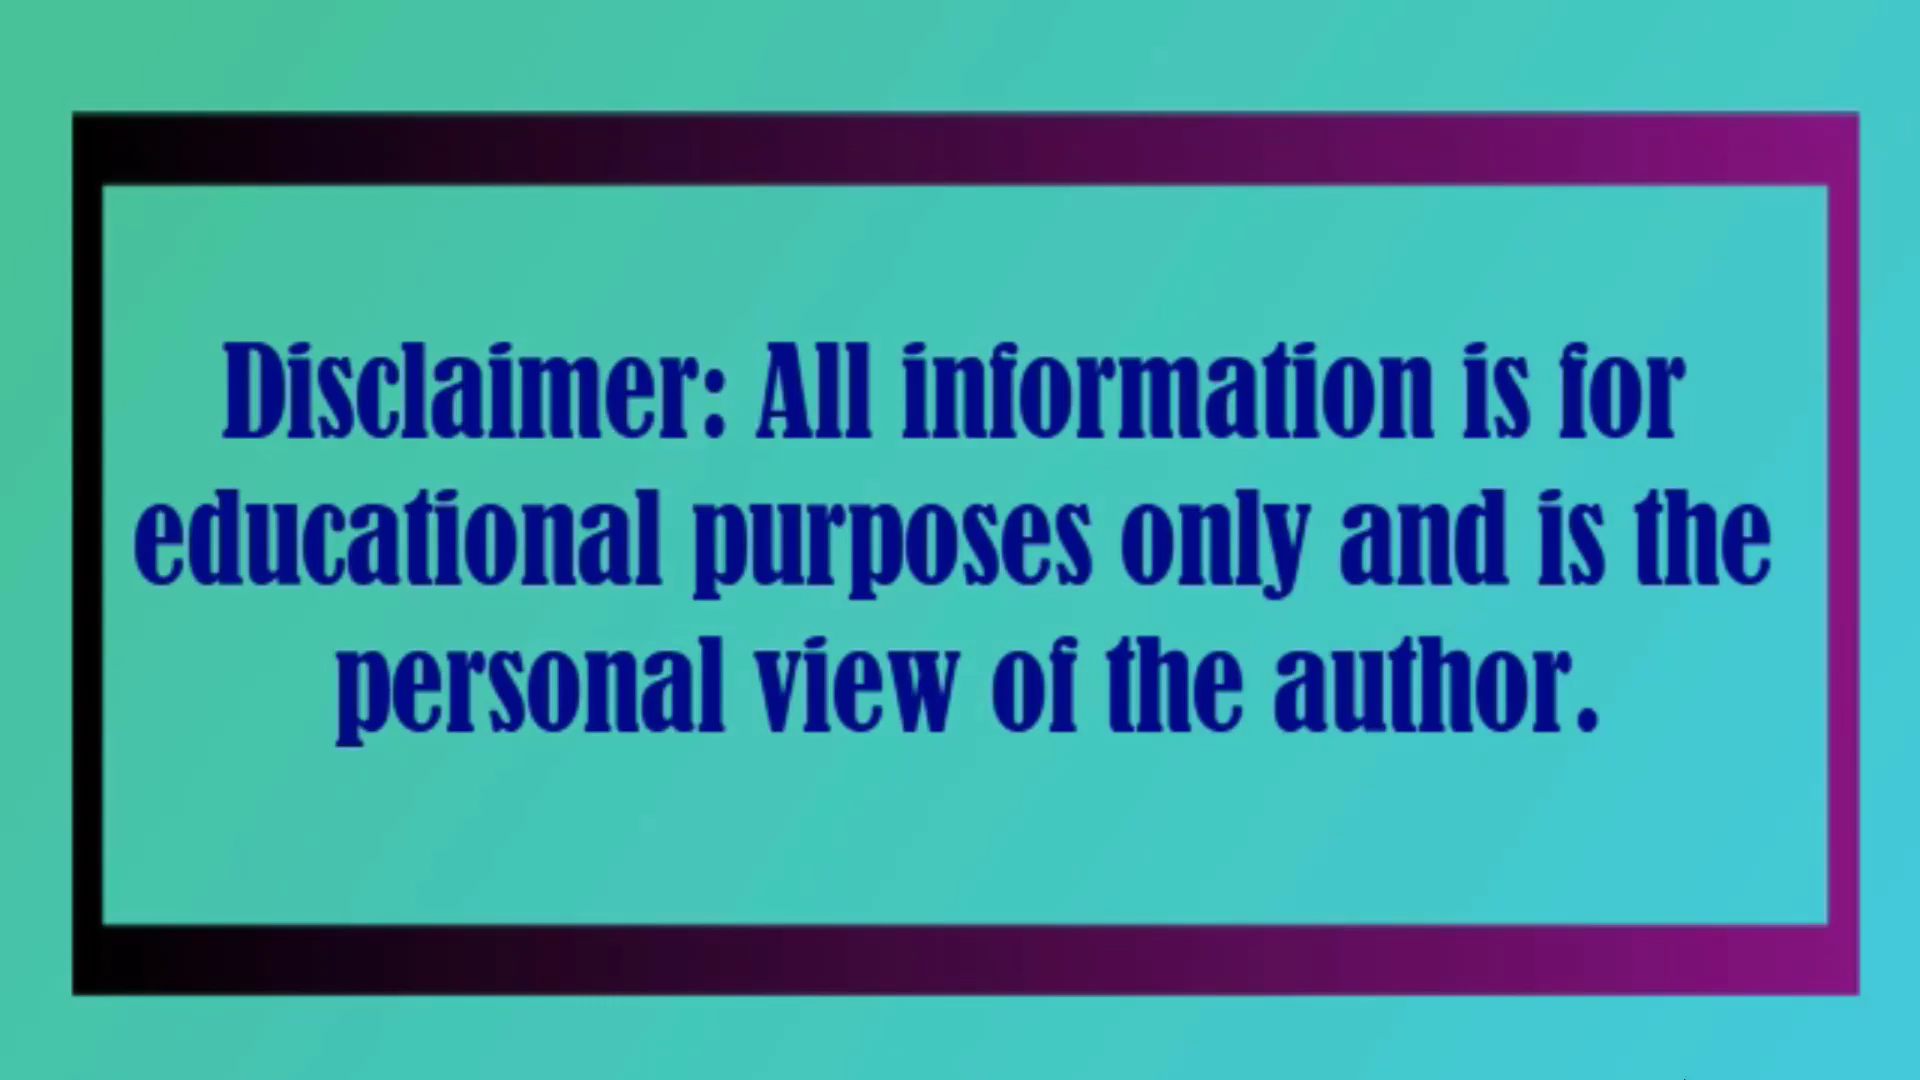 Disclaimer: All information is for
educational purposes only and is the
personal view of the author.